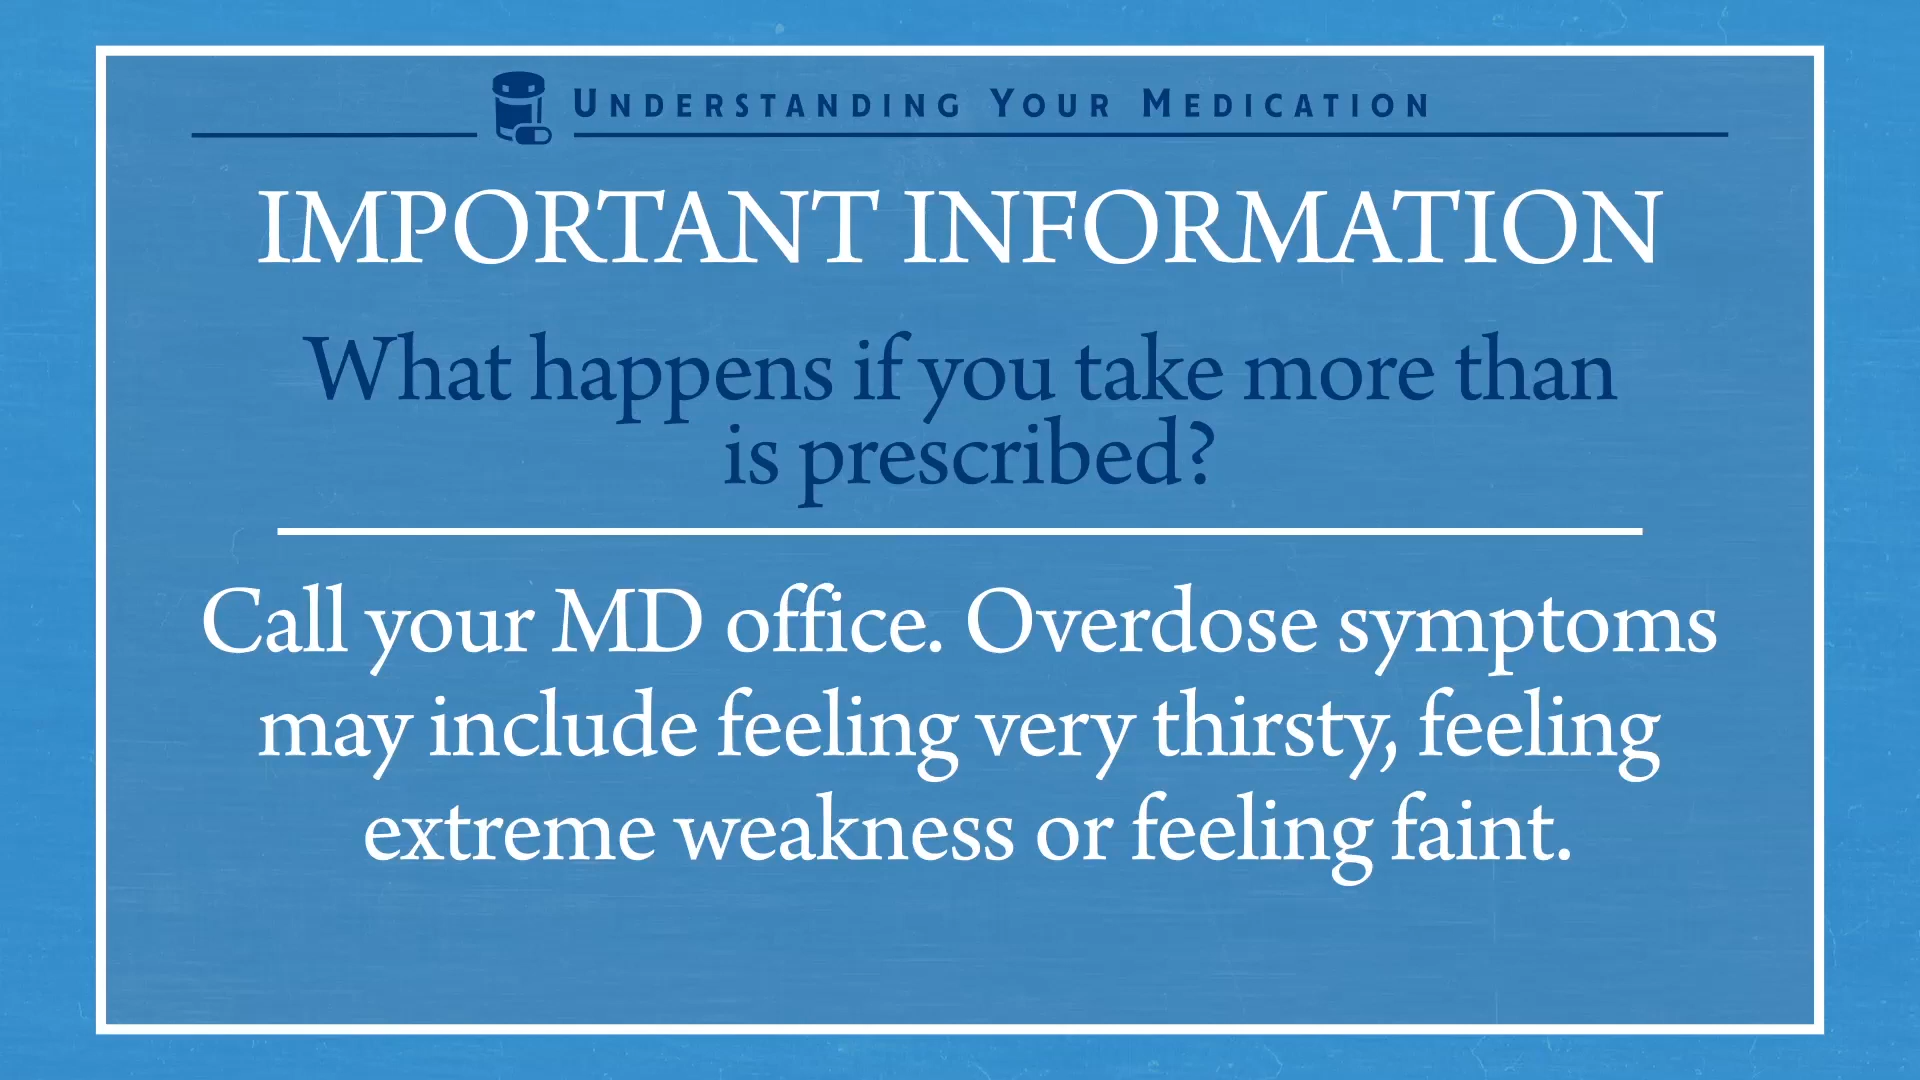 Understanding Your Medication
IMPORTANT INFORMATION
What happens if you take more than
is prescribed?
Call your MD office. Overdose symptoms
may include feeling very thirsty, feeling
extreme weakness or feeling faint.